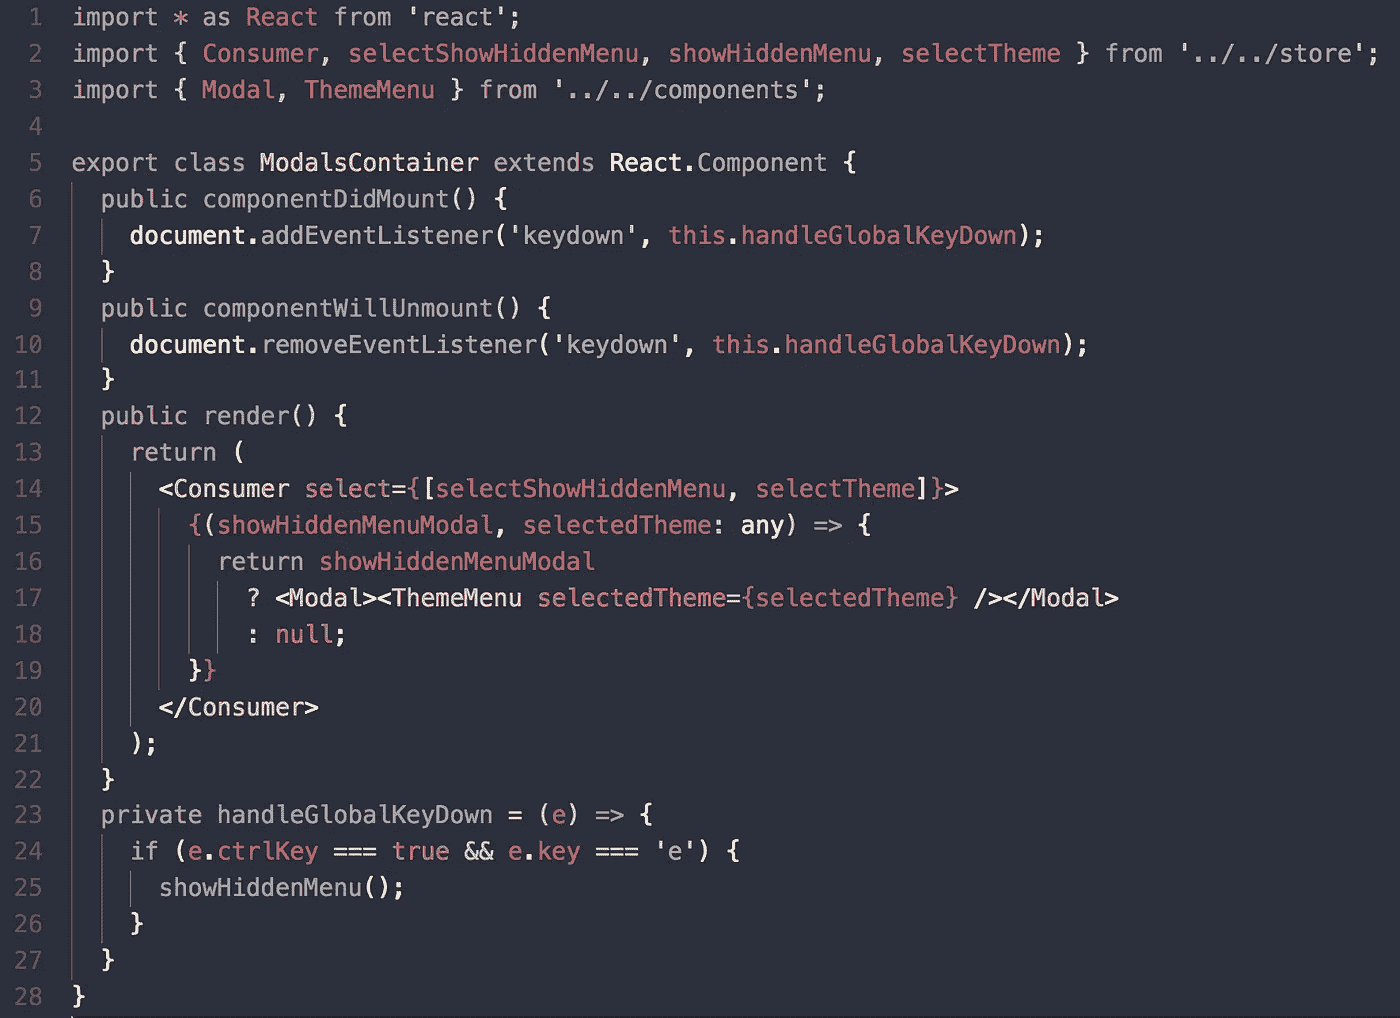 1 import * as React from 'react';
2 import { Consumer, selectShowHiddenMenu, showHiddenMenu, selectTheme } from '../../store';
3 import { Modal, ThemeMenu } from '../../components';
4
5 export class ModalsContainer extends React.Component {
6 public componentDidMount() {
7 document.addEventListener('keydown', this.handleGlobalKeyDown);
8 }
9 public componentWillUnmount() {
10 document.removeEventListener('keydown', this.handleGlobalKeyDown);
11 }
12 public render() {
13 return (
14 <Consumer select={[selectShowHiddenMenu, selectTheme]}>
15 {(showHiddenMenuModal, selectedTheme: any) => {
16 return showHiddenMenuModal
17 ? <Modal><ThemeMenu selectedTheme={selectedTheme} /></Modal>
18 : null;
19 }}
20 </Consumer>
21 );
22 }
23 private handleGlobalKeyDown = (e) => {
24 if (e.ctrlKey === true && e.key === 'e') {
25 showHiddenMenu();
26 }
27 }
28 }